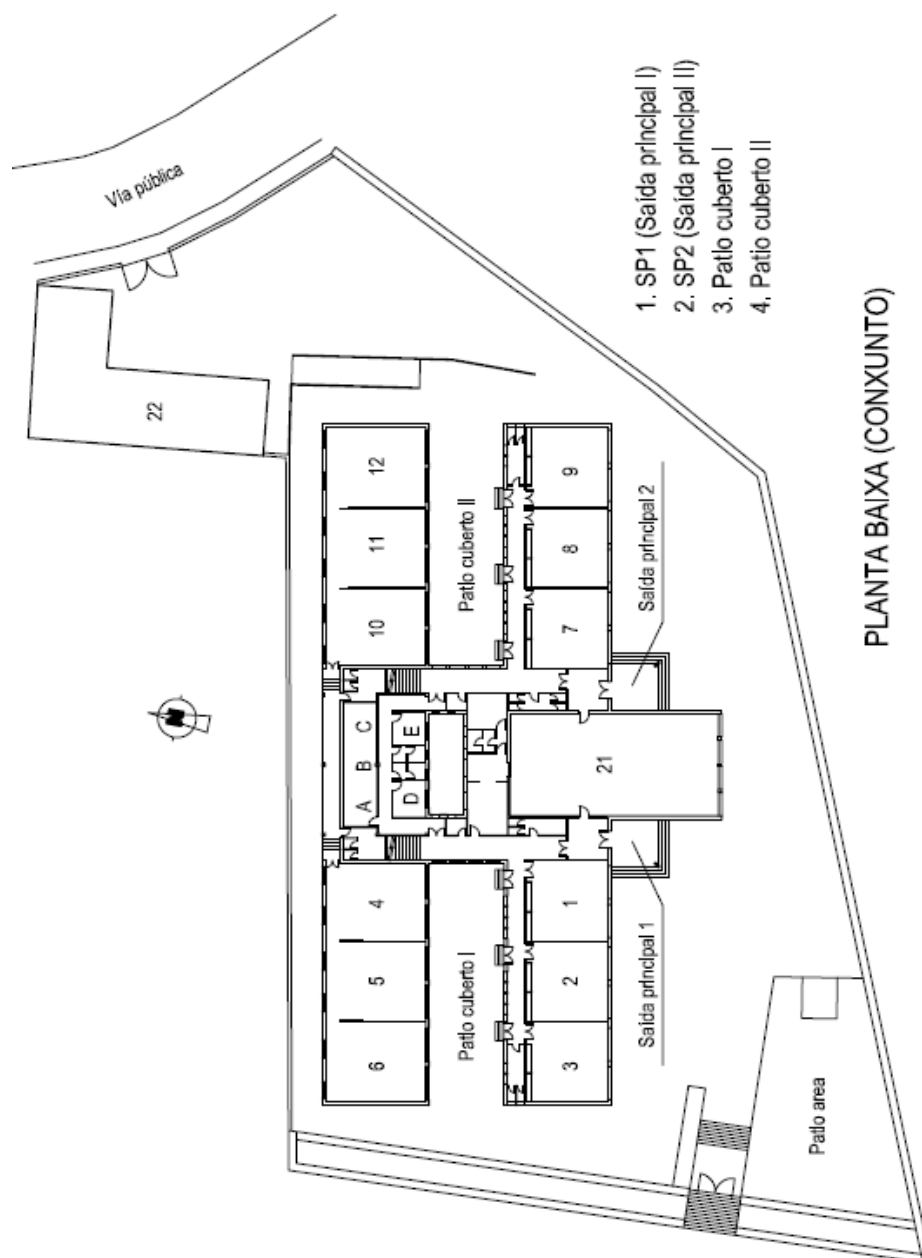 Vía pública
22
1. SP1 (Saída principal I)
2. SP2 (Saída principal II)
3. Patio cuberto I
4. Patio cuberto II
PLANTA BAIXA (CONXUNTO)
N
6
5
4
A
B
C
10
11
12
D
E
Patio cuberto I
Patio cuberto II
3
2
1
21
7
8
9
Saída principal 1
Saída principal 2
Patio area